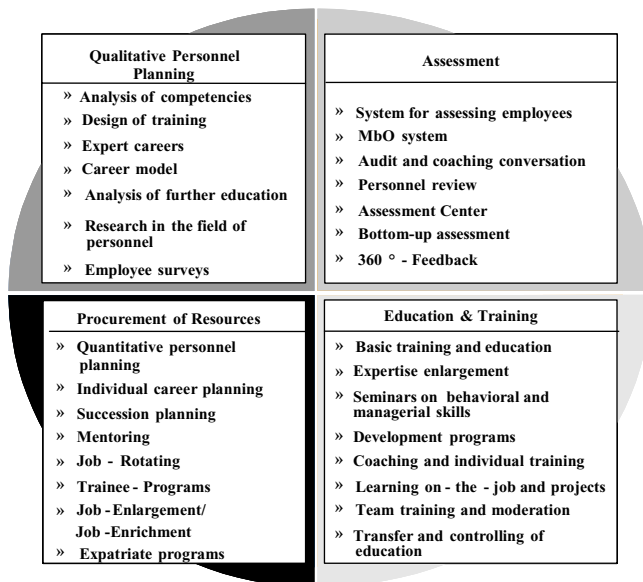 Qualitative Personnel
Planning
» Analysis of competencies
» Design of training
» Expert careers
» Career model
» Analysis of further education
» Research in the field of
personnel
» Employee surveys
Assessment
» System for assessing employees
» MbO system
» Audit and coaching conversation
» Personnel review
» Assessment Center
» Bottom-up assessment
» 360 ° - Feedback
Procurement of Resources
» Quantitative personnel
planning
» Individual career planning
» Succession planning
» Mentoring
» Job - Rotating
» Trainee - Programs
» Job - Enlargement/
Job -Enrichment
» Expatriate programs
Education & Training
» Basic training and education
» Expertise enlargement
» Seminars on behavioral and
managerial skills
» Development programs
» Coaching and individual training
» Learning on - the - job and projects
» Team training and moderation
» Transfer and controlling of
education